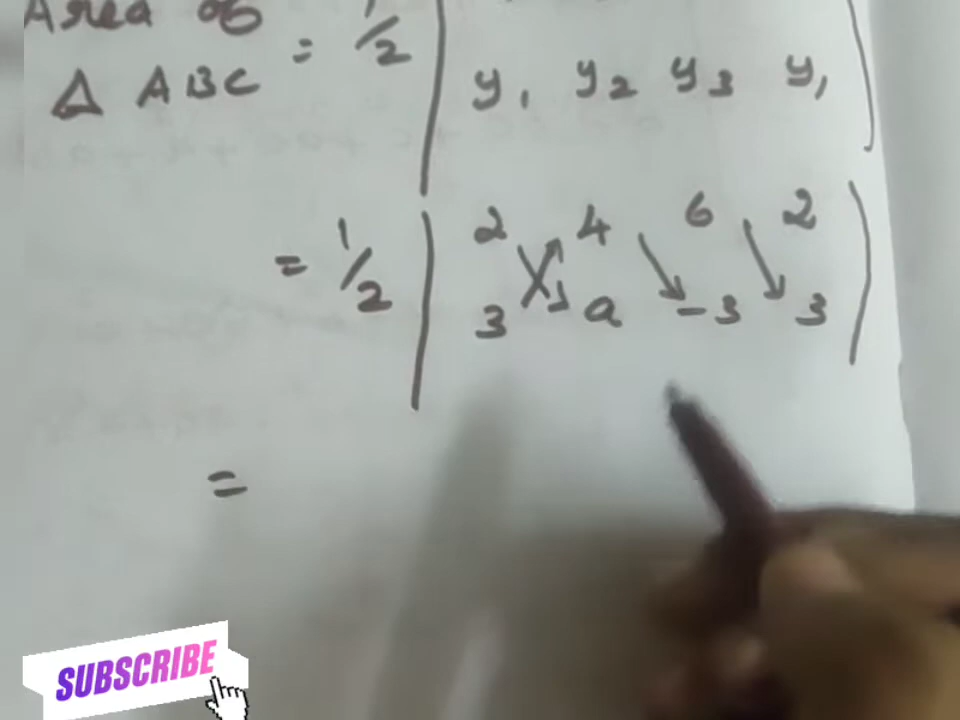 Area of
= 1/2
Δ ABC
y1 y2 y3 y1
= 1/2 | 2 4 6 2 |
3 a -3 3
=
SUBSCRIBE